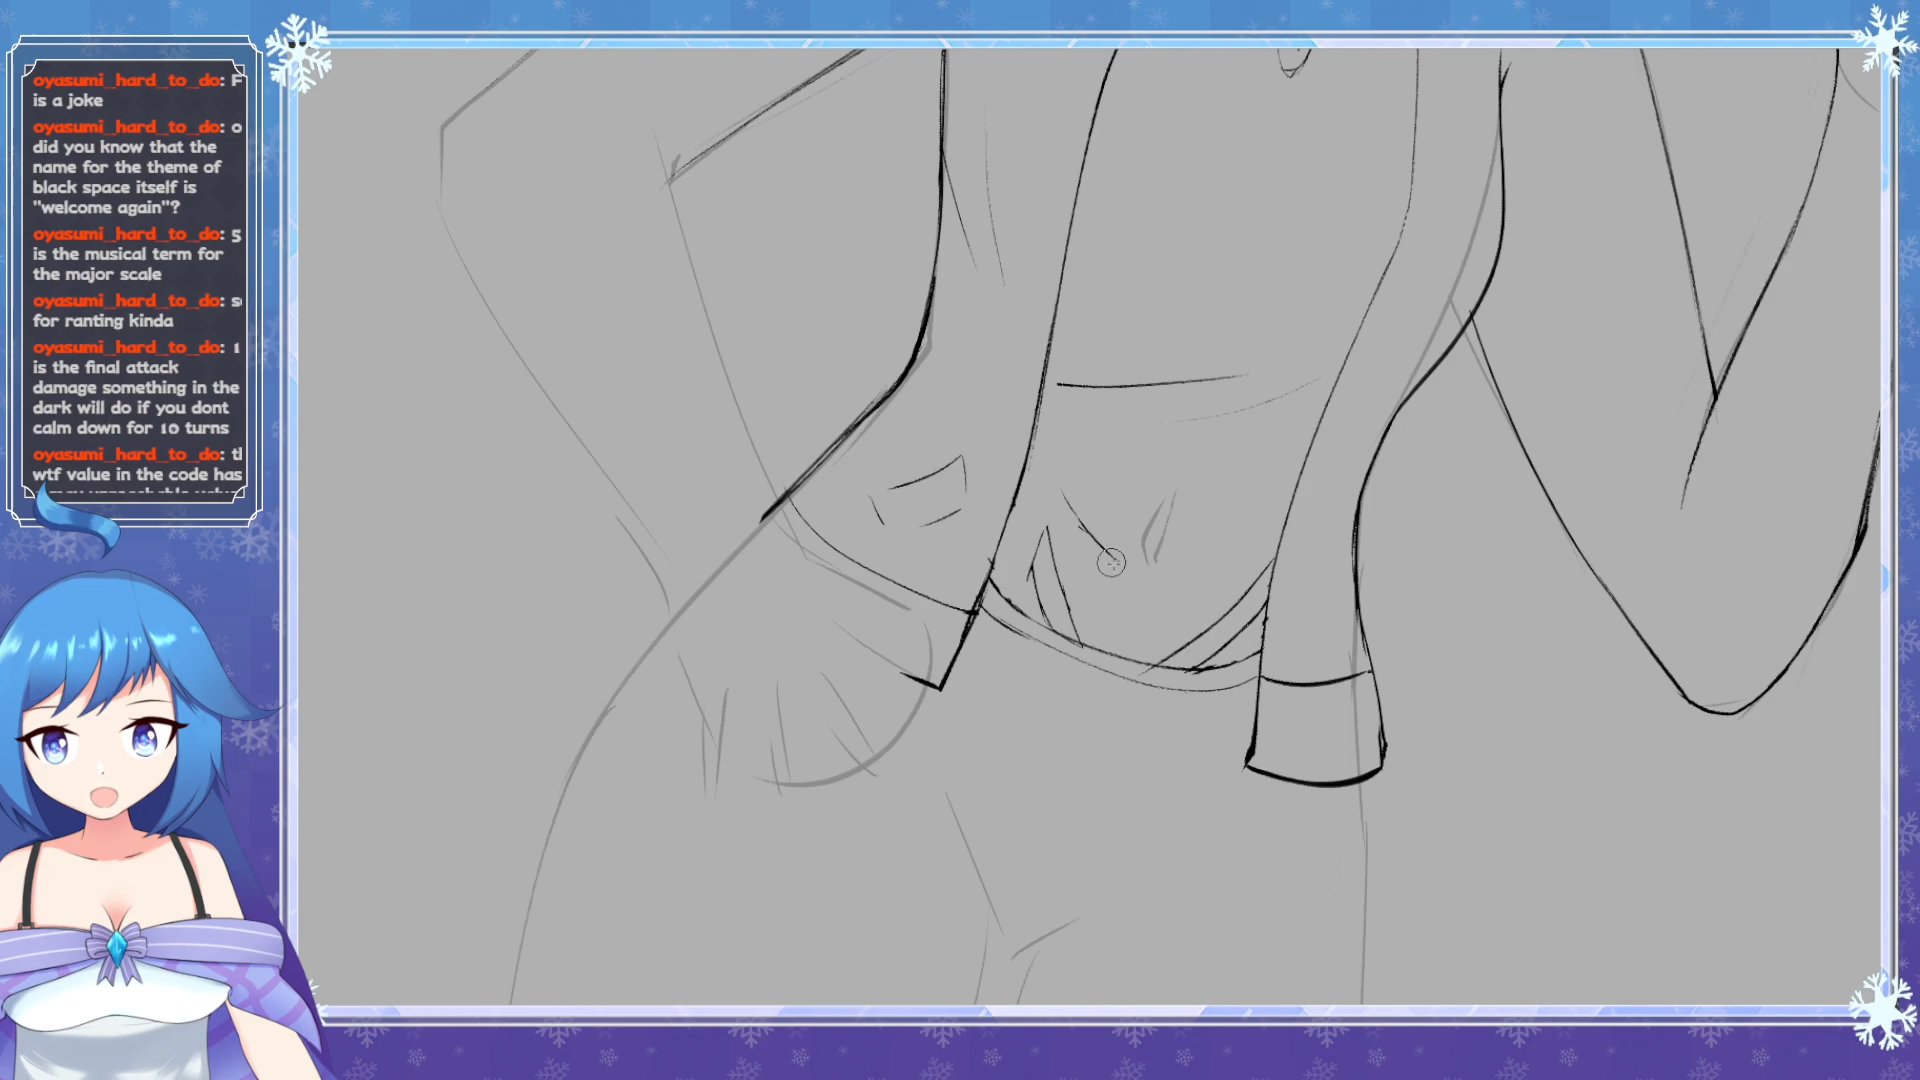 oyasumi_hard_to_do: F
is a joke
oyasumi_hard_to_do: o
did you know that the
name for the theme of
black space itself is
"welcome again"?
oyasumi_hard_to_do: 5
is the musical term for
the major scale
oyasumi_hard_to_do: s
for ranting kinda
oyasumi_hard_to_do: 1
is the final attack
damage something in the
dark will do if you dont
calm down for 10 turns
oyasumi_hard_to_do: t
wtf value in the code has